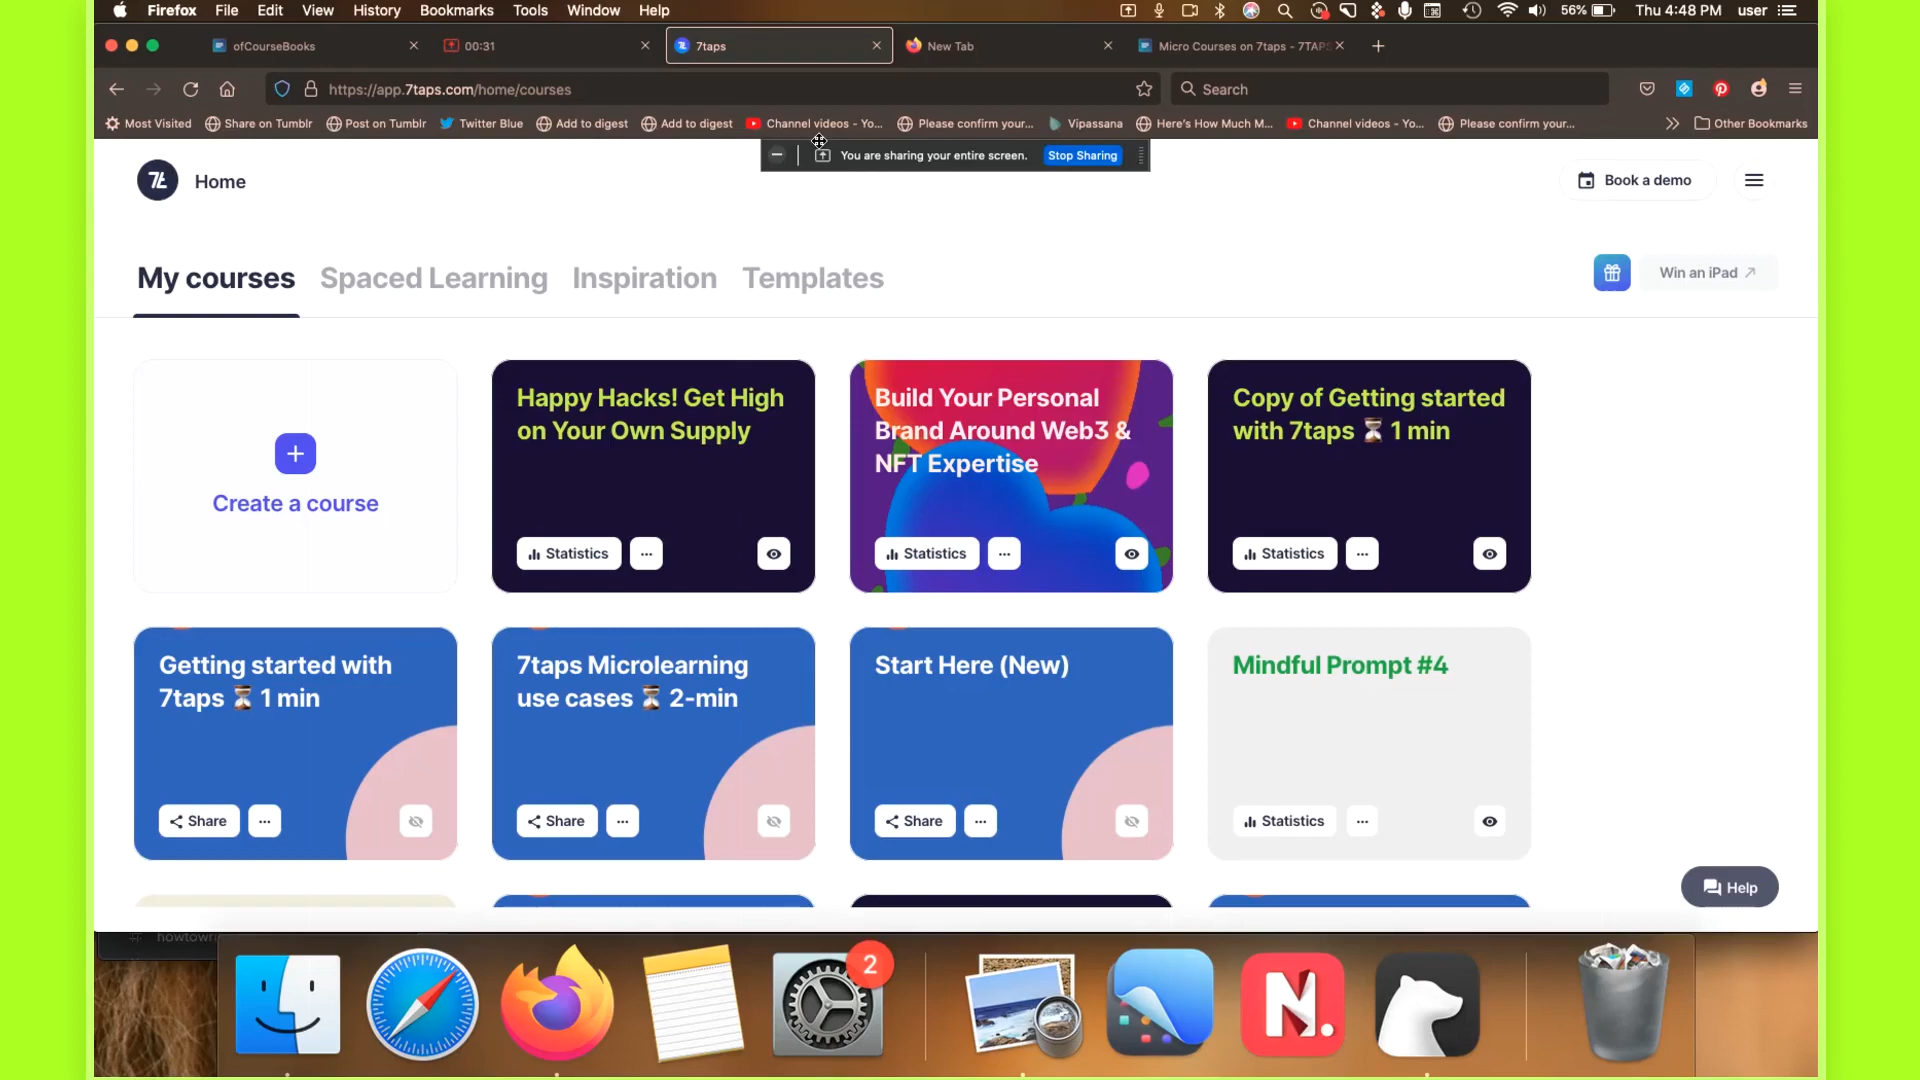 Firefox File Edit View History Bookmarks Tools Window Help 56% Thu 4:48 PM user
ofCourseBooks 00:31 7taps New Tab Micro Courses on 7taps - 7TAPS
https://app.7taps.com/home/courses Search
Most Visited Share on Tumblr Post on Tumblr Twitter Blue Add to digest Add to digest Channel videos - Yo... Please confirm your... Vipassana Here's How Much M... Channel videos - Yo... Please confirm your... Other Bookmarks
You are sharing your entire screen. Stop Sharing
Home Book a demo
My courses Spaced Learning Inspiration Templates Win an iPad
Create a course
Happy Hacks! Get High
on Your Own Supply
Statistics
Build Your Personal
Brand Around Web3 &
NFT Expertise
Statistics
Copy of Getting started
with 7taps ⏳ 1 min
Statistics
Getting started with
7taps ⏳ 1 min
Share
7taps Microlearning
use cases ⏳ 2-min
Share
Start Here (New)
Share
Mindful Prompt #4
Statistics
Help
2
N.